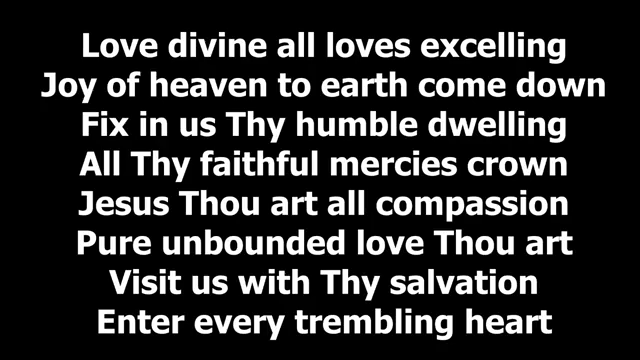 Love divine all loves excelling
Joy of heaven to earth come down
Fix in us Thy humble dwelling
All Thy faithful mercies crown
Jesus Thou art all compassion
Pure unbounded love Thou art
Visit us with Thy salvation
Enter every trembling heart